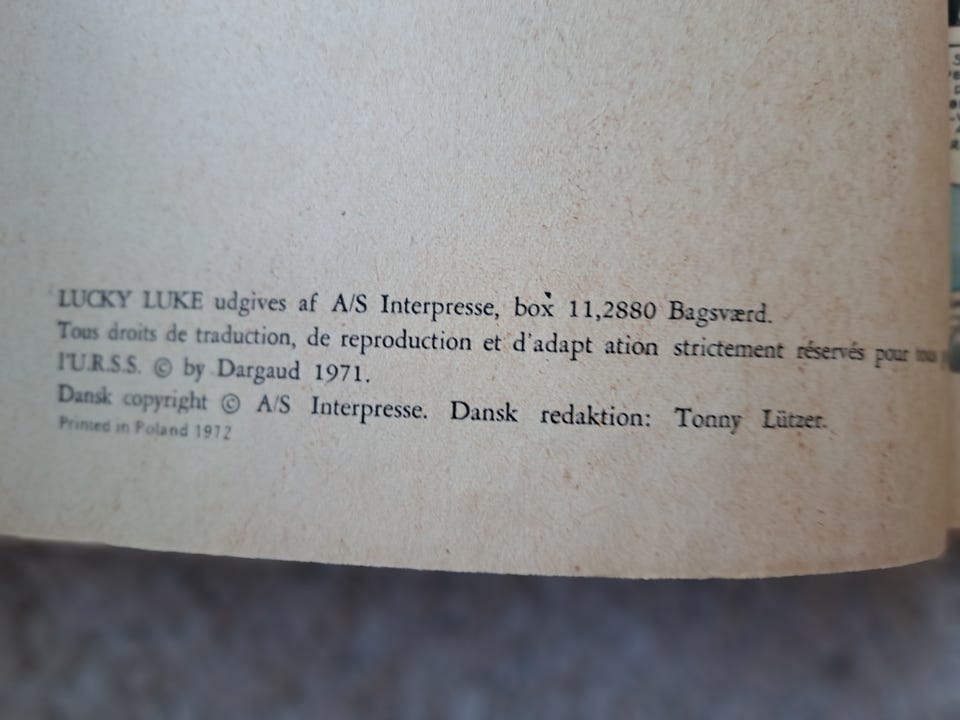 LUCKY LUKE udgives af A/S Interpresse, box 11,2880 Bagsværd.
Tous droits de traduction, de reproduction et d'adapt ation strictement réservés pour tous
l'U.R.S.S. © by Dargaud 1971.
Dansk copyright © A/S Interpresse. Dansk redaktion: Tonny Lützer.
Printed in Poland 1972